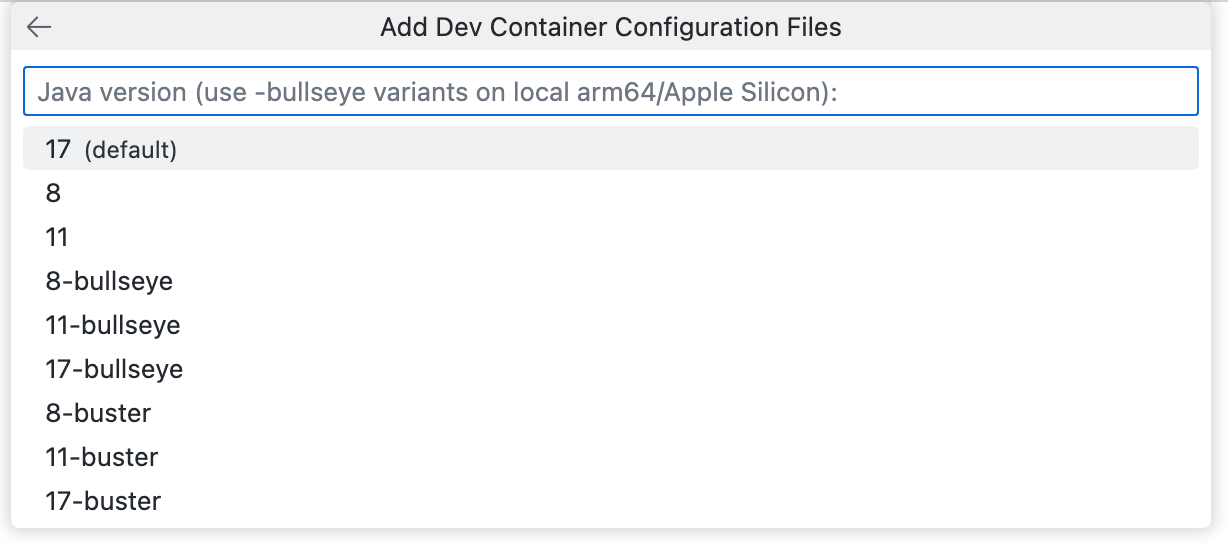 Add Dev Container Configuration Files
Java version (use -bullseye variants on local arm64/Apple Silicon):
17 (default)
8
11
8-bullseye
11-bullseye
17-bullseye
8-buster
11-buster
17-buster